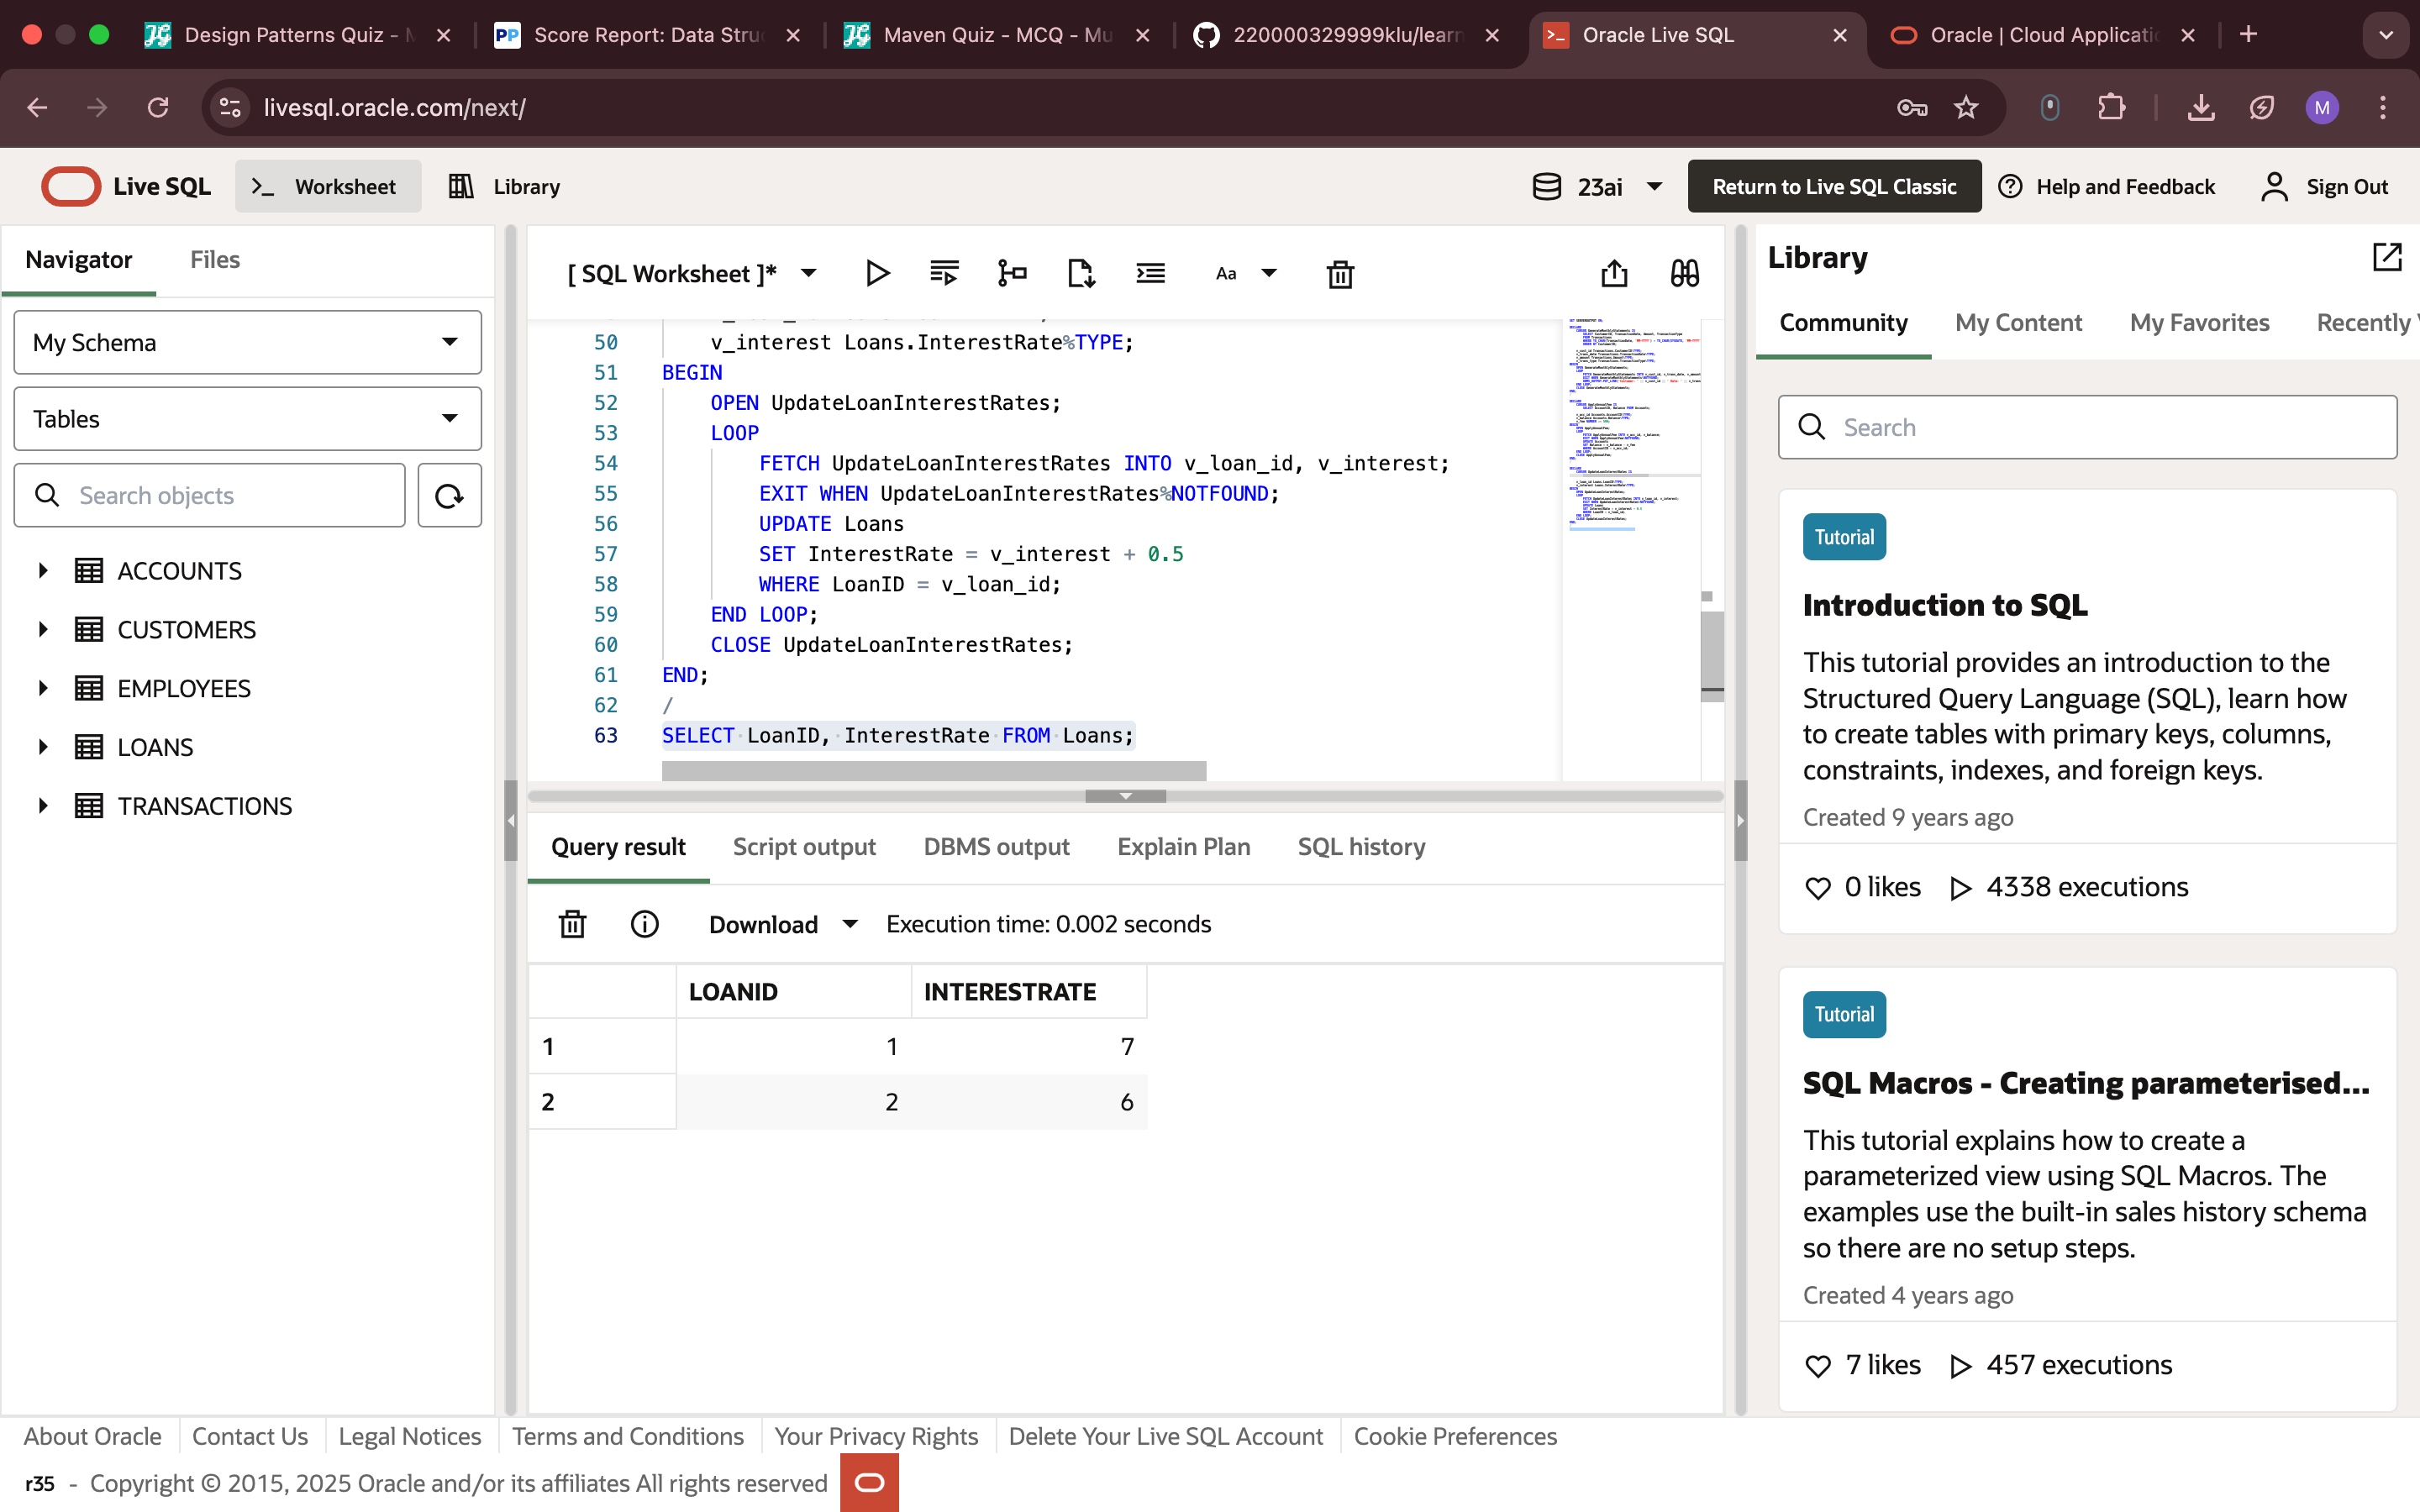 Design Patterns Quiz - M
Score Report: Data Stru
Maven Quiz - MCQ - Mu
220000329999klu/learn
Oracle Live SQL
Oracle | Cloud Applicatio
livesql.oracle.com/next/
M
Live SQL
Worksheet
Library
23ai
Return to Live SQL Classic
Help and Feedback
Sign Out
Navigator
Files
My Schema
Tables
Search objects
ACCOUNTS
CUSTOMERS
EMPLOYEES
LOANS
TRANSACTIONS
[ SQL Worksheet ]*
Aa
50 v_interest Loans.InterestRate%TYPE;
51 BEGIN
52 OPEN UpdateLoanInterestRates;
53 LOOP
54 FETCH UpdateLoanInterestRates INTO v_loan_id, v_interest;
55 EXIT WHEN UpdateLoanInterestRates%NOTFOUND;
56 UPDATE Loans
57 SET InterestRate = v_interest + 0.5
58 WHERE LoanID = v_loan_id;
59 END LOOP;
60 CLOSE UpdateLoanInterestRates;
61 END;
62 /
63 SELECT LoanID, InterestRate FROM Loans;
Query result
Script output
DBMS output
Explain Plan
SQL history
Download
Execution time: 0.002 seconds
LOANID INTERESTRATE
1 1 7
2 2 6
Library
Community
My Content
My Favorites
Recently
Search
Tutorial
Introduction to SQL
This tutorial provides an introduction to the
Structured Query Language (SQL), learn how
to create tables with primary keys, columns,
constraints, indexes, and foreign keys.
Created 9 years ago
0 likes
4338 executions
Tutorial
SQL Macros - Creating parameterised...
This tutorial explains how to create a
parameterized view using SQL Macros. The
examples use the built-in sales history schema
so there are no setup steps.
Created 4 years ago
7 likes
457 executions
About Oracle
Contact Us
Legal Notices
Terms and Conditions
Your Privacy Rights
Delete Your Live SQL Account
Cookie Preferences
r35 - Copyright © 2015, 2025 Oracle and/or its affiliates All rights reserved